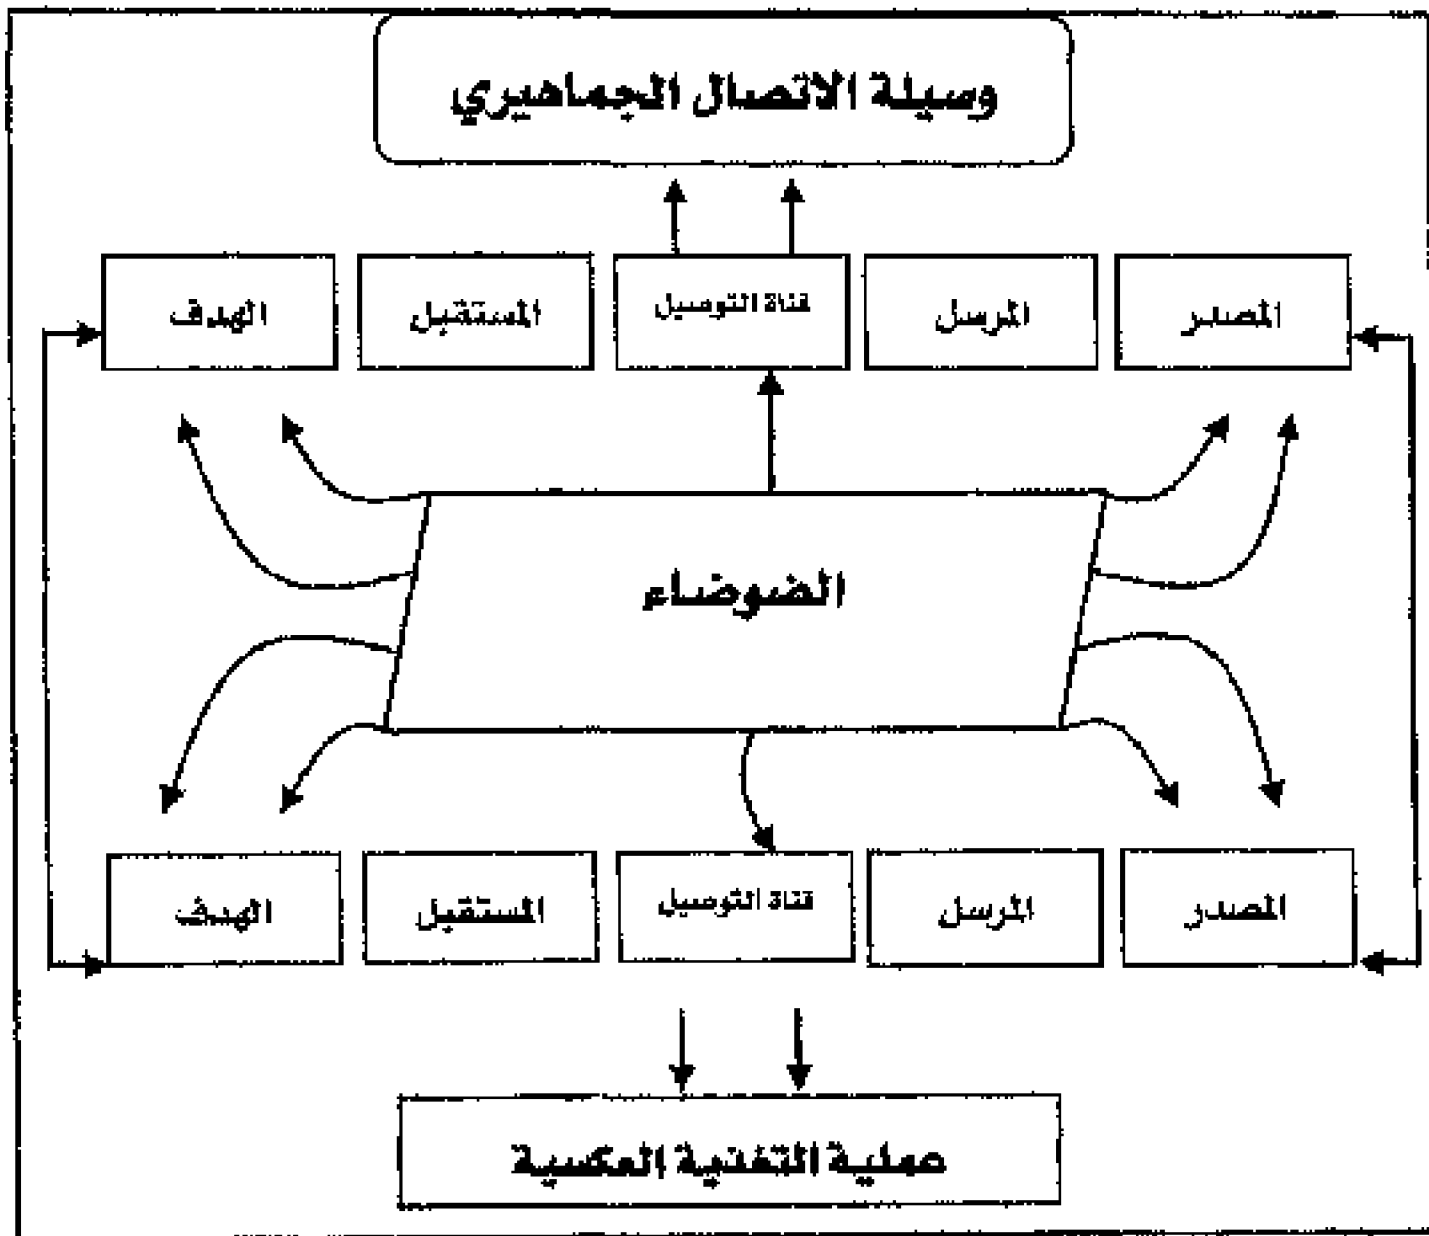 وسيلة الاتصال الجماهيري
المصدر
المرسل
قناة التوصيل
المستقبل
الهدف
الضوضاء
المصدر
المرسل
قناة التوصيل
المستقبل
الهدف
عملية التغذية العكسية